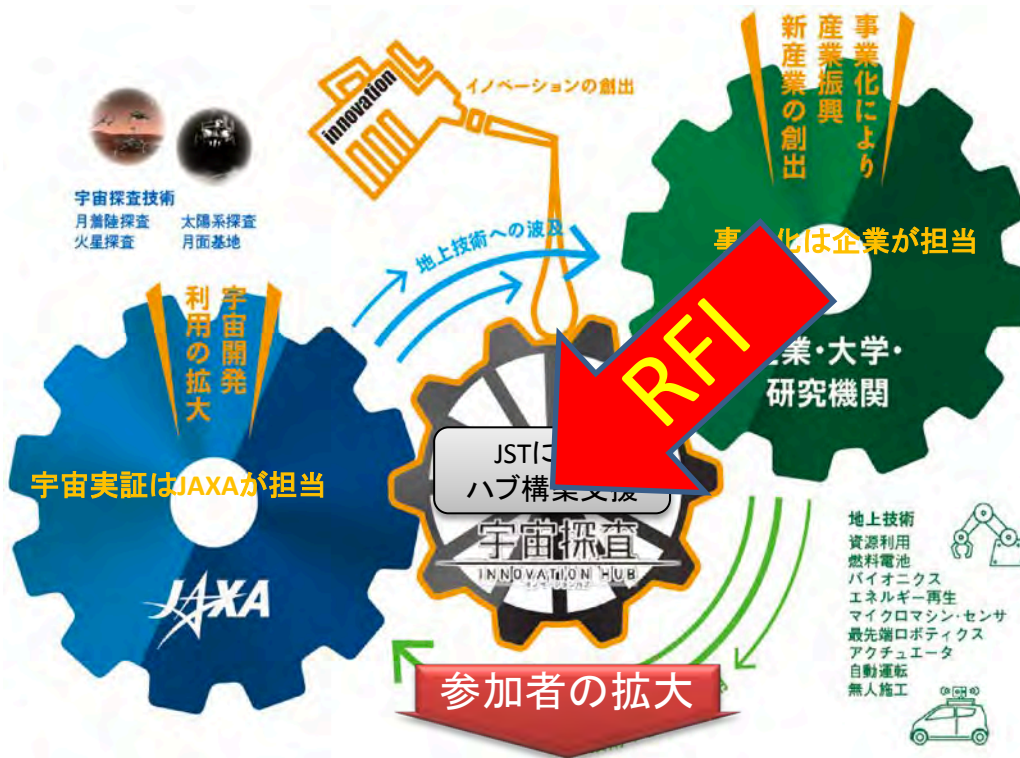 innovation
イノベーションの創出
事業化により
産業振興
新産業の創出
宇宙探査技術
月着陸探査 太陽系探査
火星探査 月面基地
地上技術への波及
事 化は企業が担当
宇宙開発
利用の拡大
RFI
業・大学・
研究機関
宇宙実証はJAXAが担当
JSTに
ハブ構築支援
宇宙探査
INNOVATION HUB
イノベーションハブ
JAXA
地上技術
資源利用
燃料電池
バイオニクス
エネルギー再生
マイクロマシン・センサ
最先端ロボティクス
アクチュエータ
自動運転
無人施工
参加者の拡大